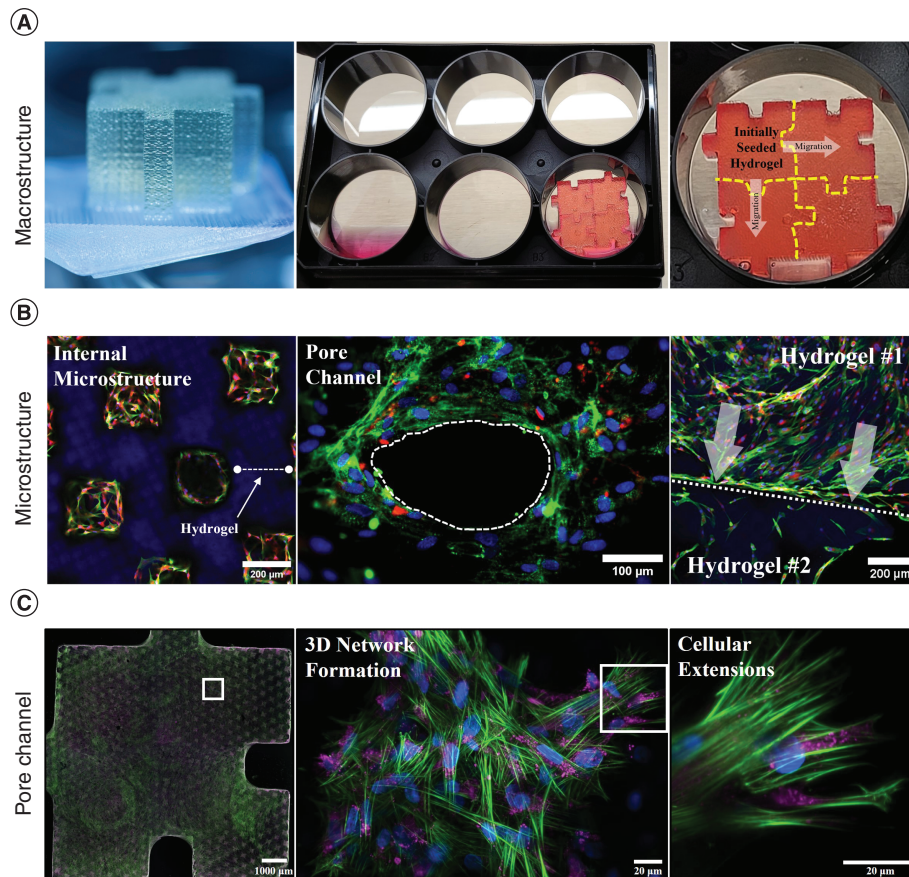 A
Macrostructure
Initially
Seeded
Hydrogel
Migration
Migration
3
B
Microstructure
Internal
Microstructure
Hydrogel
200 µm
Pore
Channel
100 µm
Hydrogel #1
Hydrogel #2
200 µm
C
Pore channel
1000 µm
3D Network
Formation
20 µm
Cellular
Extensions
20 µm